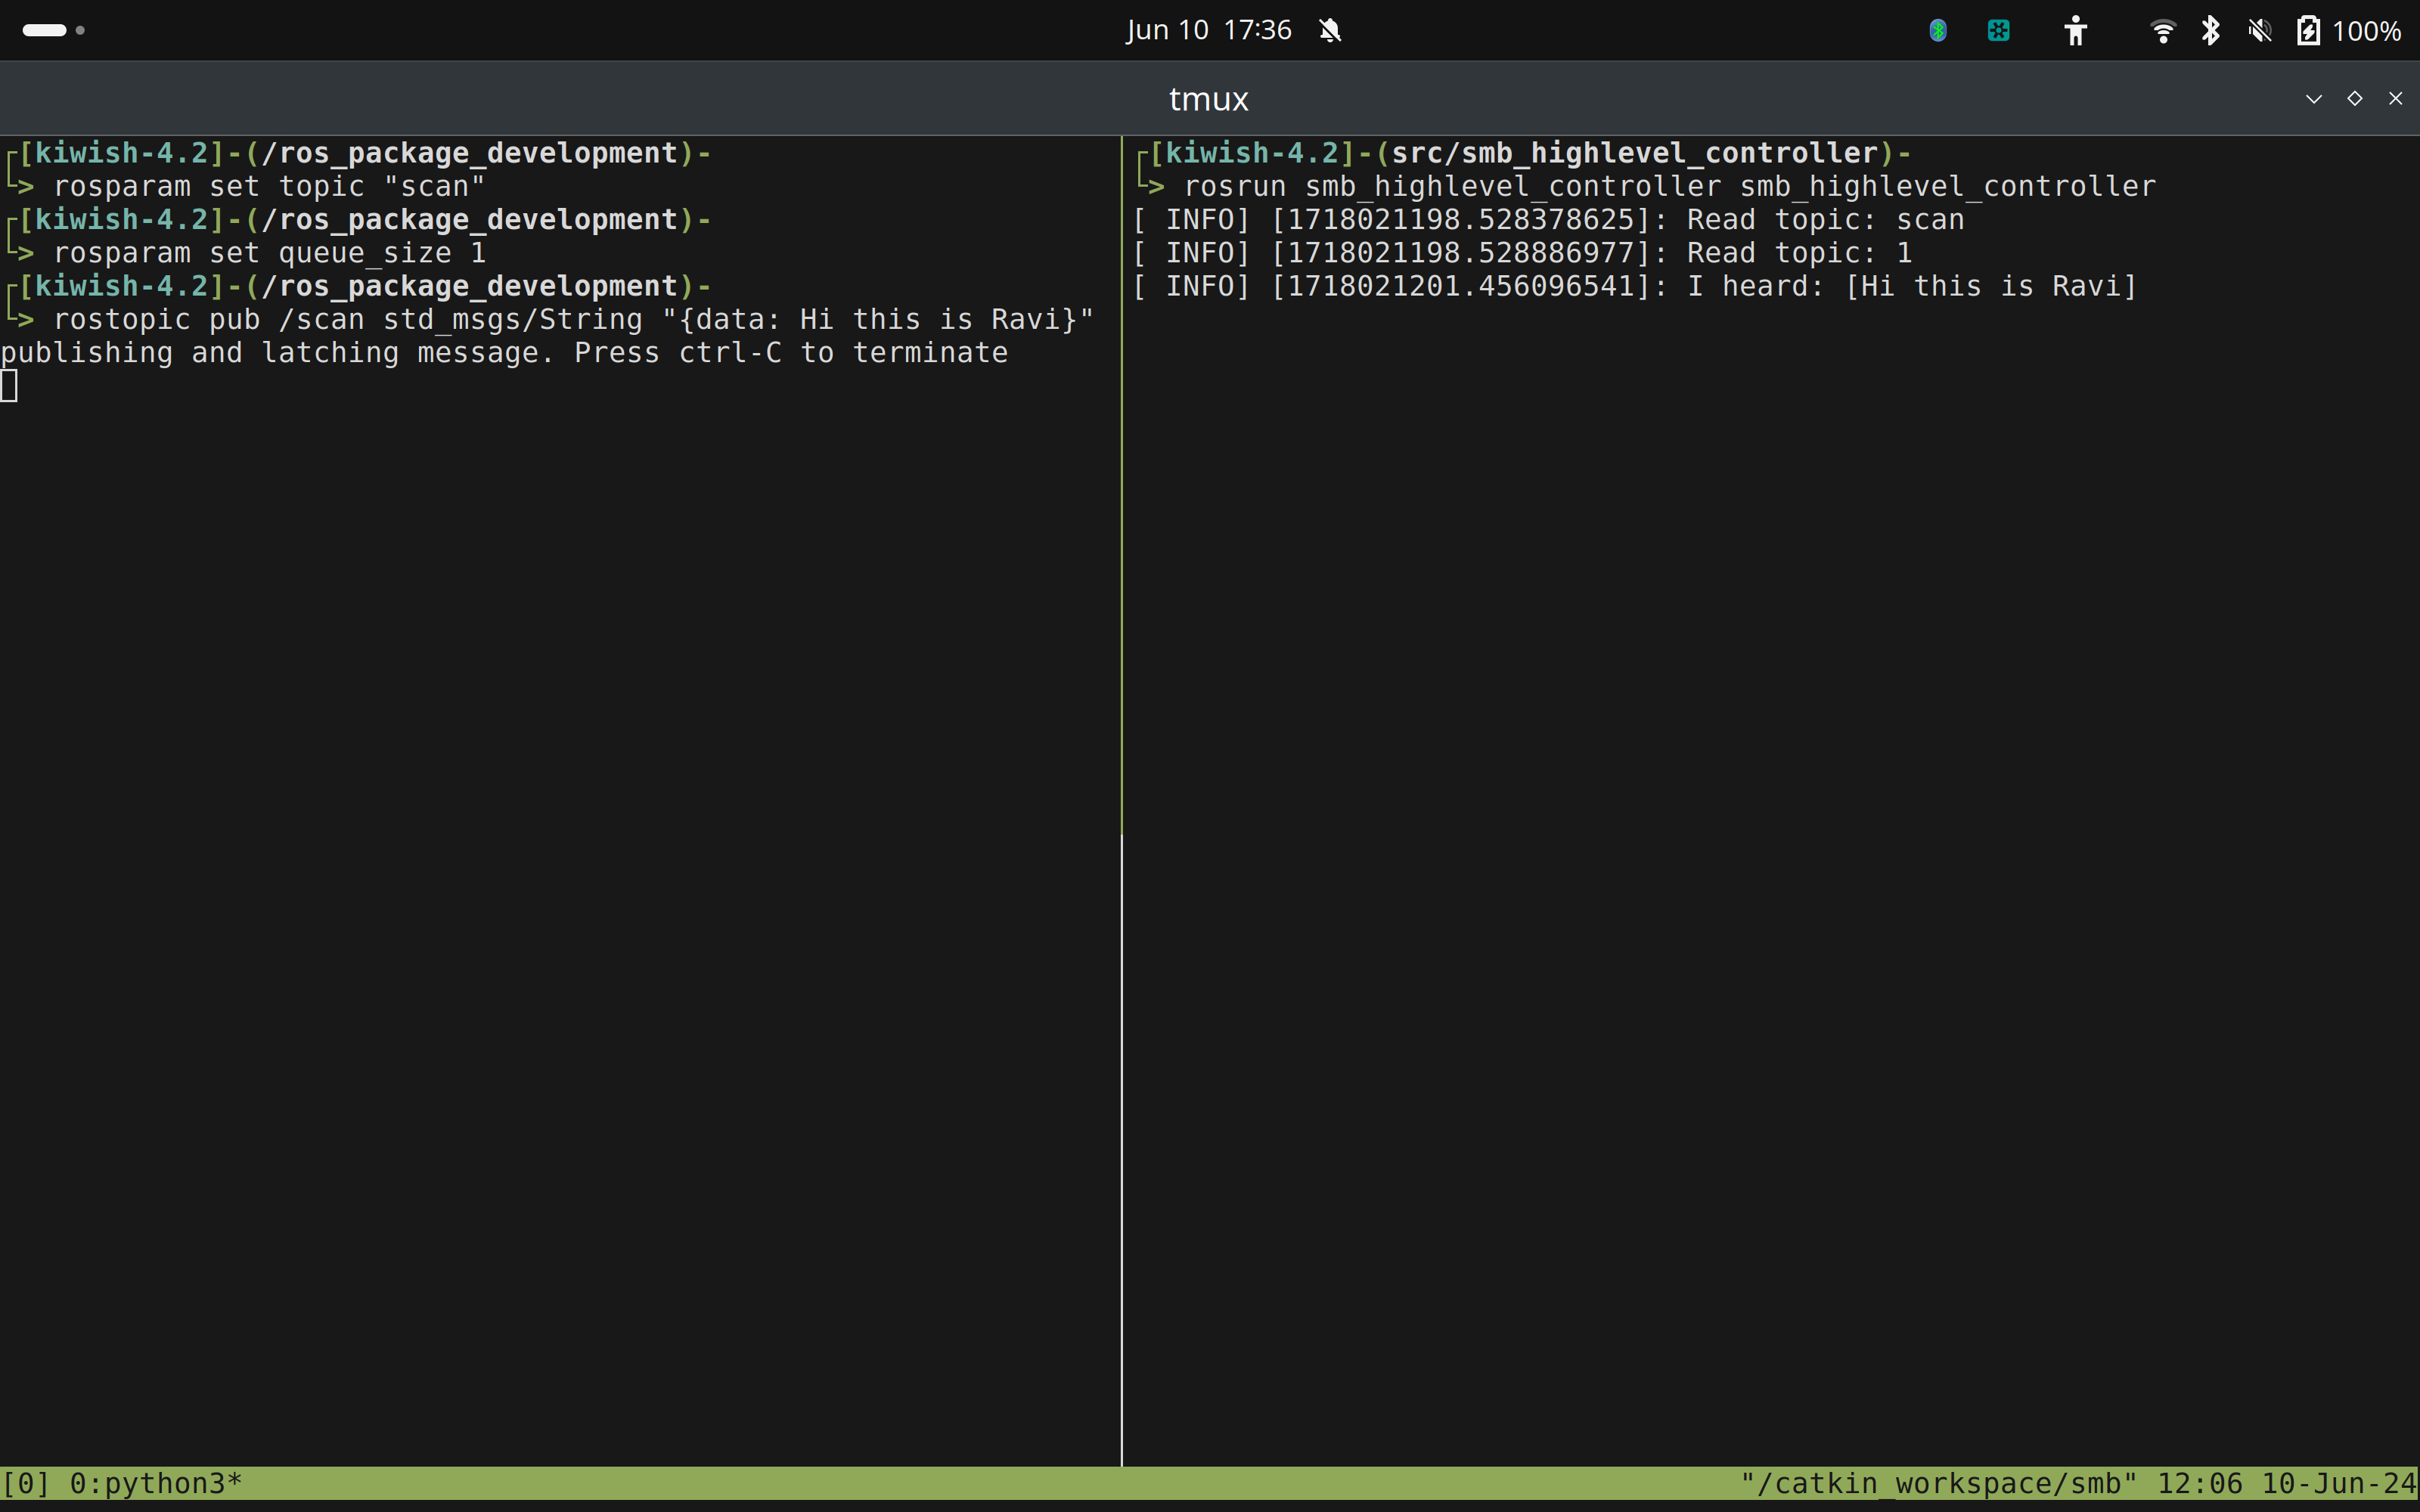 Jun 10 17:36
100%
tmux
[kiwish-4.2]-(/ros_package_development)-
> rosparam set topic "scan"
[kiwish-4.2]-(/ros_package_development)-
> rosparam set queue_size 1
[kiwish-4.2]-(/ros_package_development)-
> rostopic pub /scan std_msgs/String "{data: Hi this is Ravi}"
publishing and latching message. Press ctrl-C to terminate
[kiwish-4.2]-(src/smb_highlevel_controller)-
> rosrun smb_highlevel_controller smb_highlevel_controller
[ INFO] [1718021198.528378625]: Read topic: scan
[ INFO] [1718021198.528886977]: Read topic: 1
[ INFO] [1718021201.456096541]: I heard: [Hi this is Ravi]
[0] 0:python3*
"/catkin_workspace/smb" 12:06 10-Jun-24